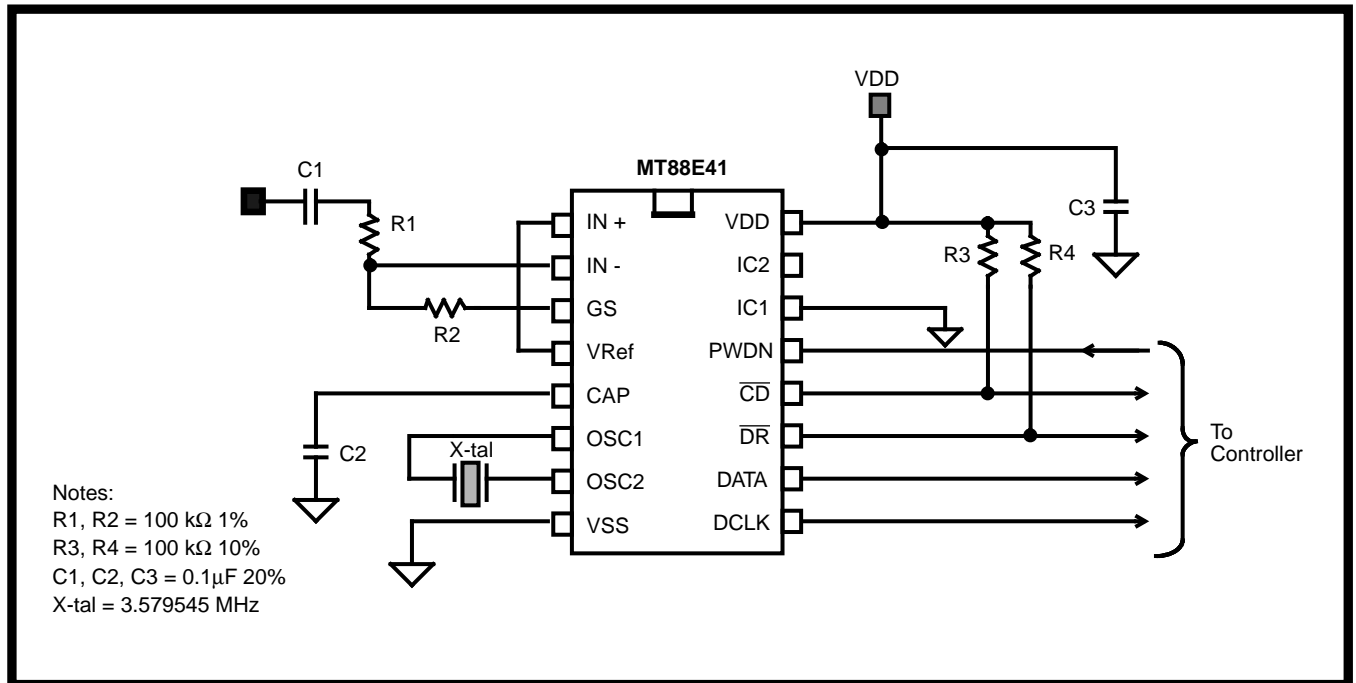 VDD
MT88E41
C1
R1
R2
C2
X-tal
IN +
IN -
GS
VRef
CAP
OSC1
OSC2
VSS
VDD
IC2
IC1
PWDN
C̅D̅
D̅R̅
DATA
DCLK
R3
R4
C3
To
Controller
Notes:
R1, R2 = 100 kΩ 1%
R3, R4 = 100 kΩ 10%
C1, C2, C3 = 0.1μF 20%
X-tal = 3.579545 MHz